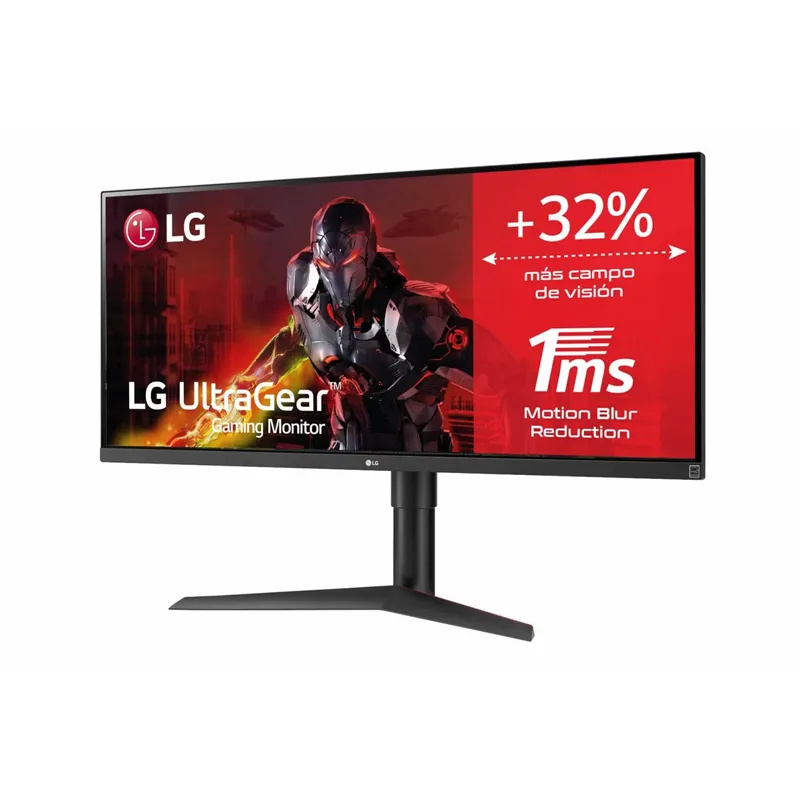 LG
LG UltraGear™
Gaming Monitor
+32%
más campo
de visión
1ms
Motion Blur
Reduction
LG